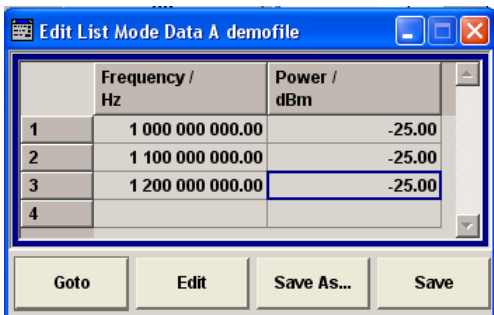 Edit List Mode Data A demofile
Frequency / Power /
Hz dBm
1 1 000 000 000.00 -25.00
2 1 100 000 000.00 -25.00
3 1 200 000 000.00 -25.00
4
Goto Edit Save As... Save